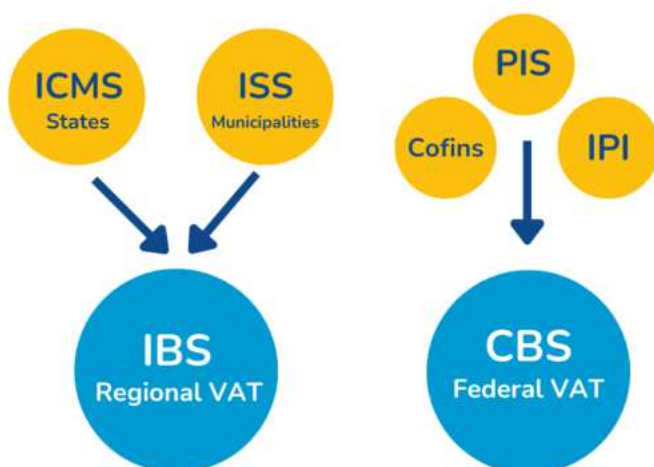 ICMS
States
ISS
Municipalities
PIS
Cofins
IPI
IBS
Regional VAT
CBS
Federal VAT